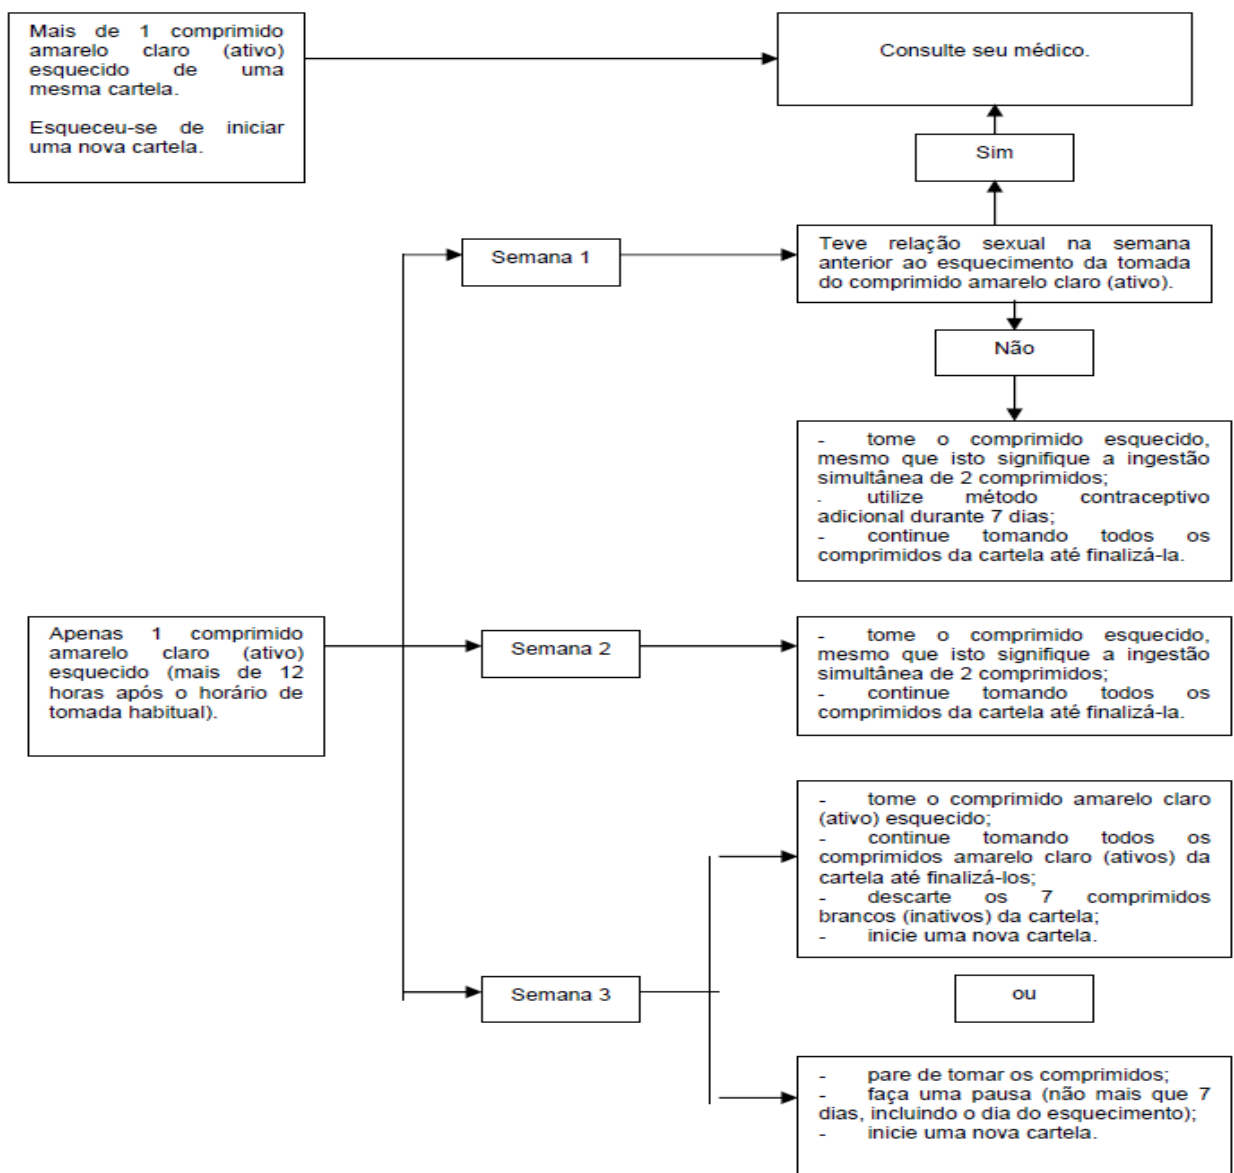 Mais de 1 comprimido
amarelo claro (ativo)
esquecido de uma
mesma cartela.
Esqueceu-se de iniciar
uma nova cartela.
Consulte seu médico.
Sim
Semana 1
Teve relação sexual na semana
anterior ao esquecimento da tomada
do comprimido amarelo claro (ativo).
Não
- tome o comprimido esquecido,
mesmo que isto signifique a ingestão
simultânea de 2 comprimidos;
- utilize método contraceptivo
adicional durante 7 dias;
- continue tomando todos os
comprimidos da cartela até finalizá-la.
Apenas 1 comprimido
amarelo claro (ativo)
esquecido (mais de 12
horas após o horário de
tomada habitual).
Semana 2
- tome o comprimido esquecido,
mesmo que isto signifique a ingestão
simultânea de 2 comprimidos;
- continue tomando todos os
comprimidos da cartela até finalizá-la.
Semana 3
- tome o comprimido amarelo claro
(ativo) esquecido;
- continue tomando todos os
comprimidos amarelo claro (ativos) da
cartela até finalizá-los;
- descarte os 7 comprimidos
brancos (inativos) da cartela;
- inicie uma nova cartela.
ou
- pare de tomar os comprimidos;
- faça uma pausa (não mais que 7
dias, incluindo o dia do esquecimento);
- inicie uma nova cartela.